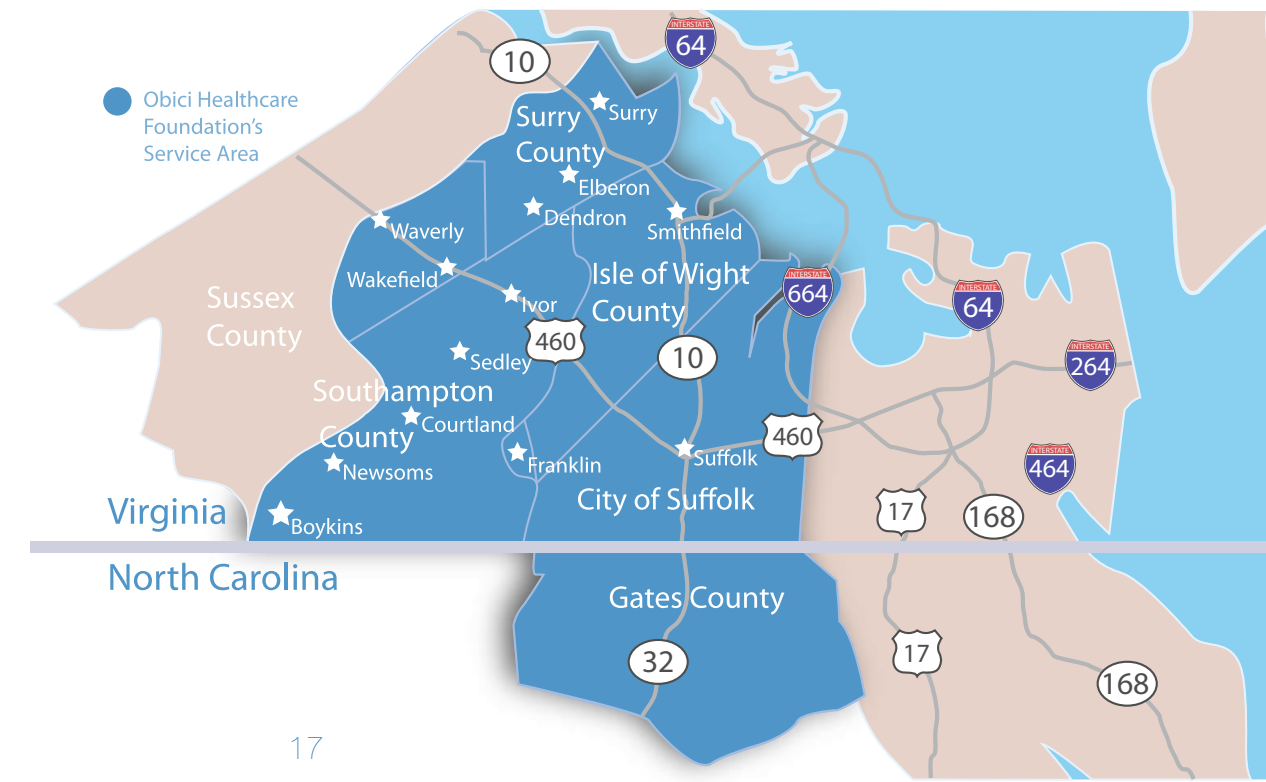 INTERSTATE
64
10
Obici Healthcare
Foundation's
Service Area
Surry
County
Surry
Elberon
Dendron
Smithfield
Waverly
Wakefield
Isle of Wight
County
INTERSTATE
664
INTERSTATE
64
Sussex
County
Ivor
460
10
INTERSTATE
264
Sedley
Southampton
County
Courtland
460
Newsoms
Franklin
Suffolk
INTERSTATE
464
City of Suffolk
17
168
Virginia
Boykins
North Carolina
Gates County
32
17
168
17